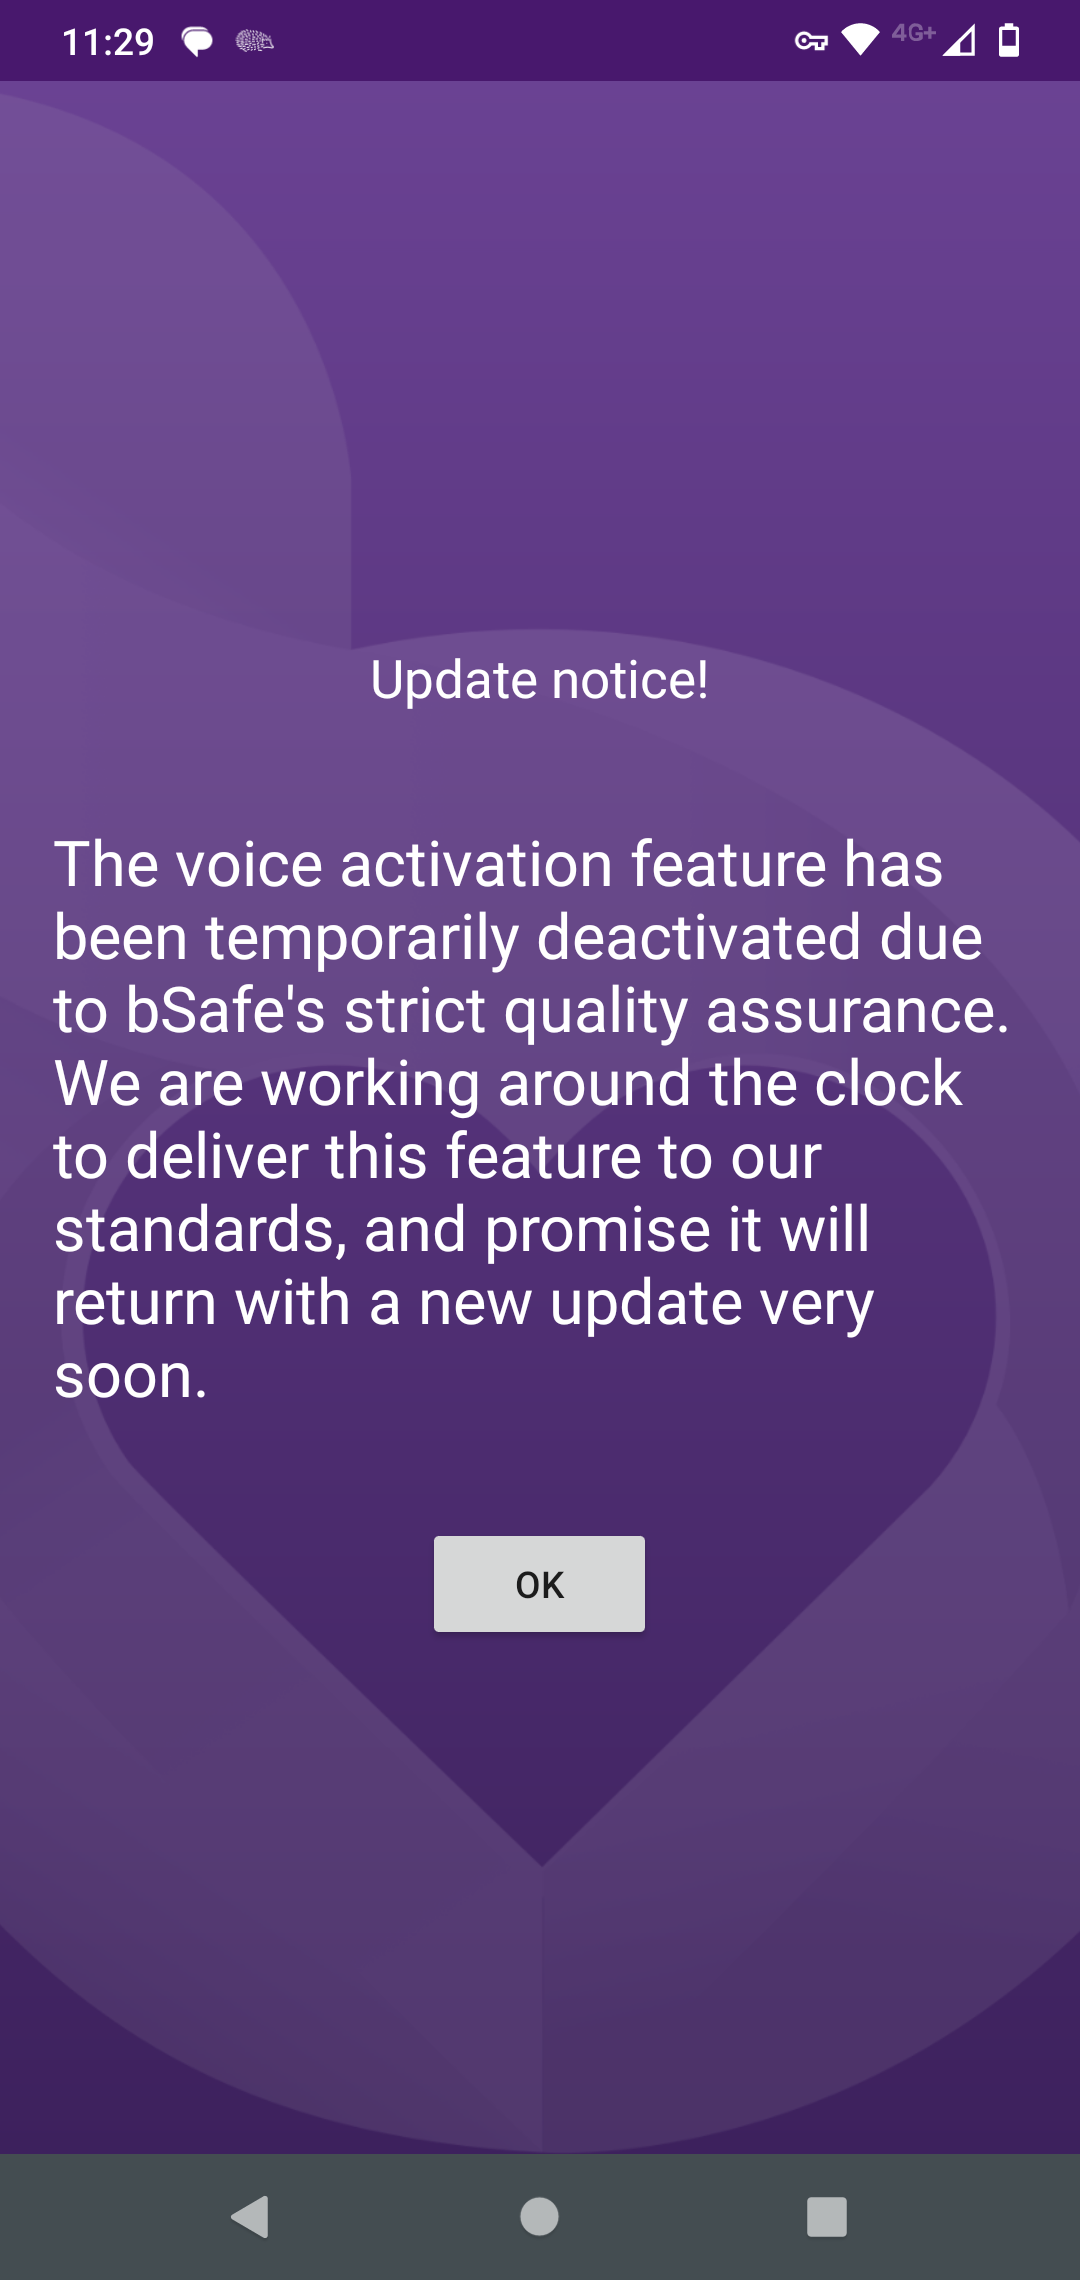 11:29
4G+
Update notice!
The voice activation feature has
been temporarily deactivated due
to bSafe's strict quality assurance.
We are working around the clock
to deliver this feature to our
standards, and promise it will
return with a new update very
soon.
OK